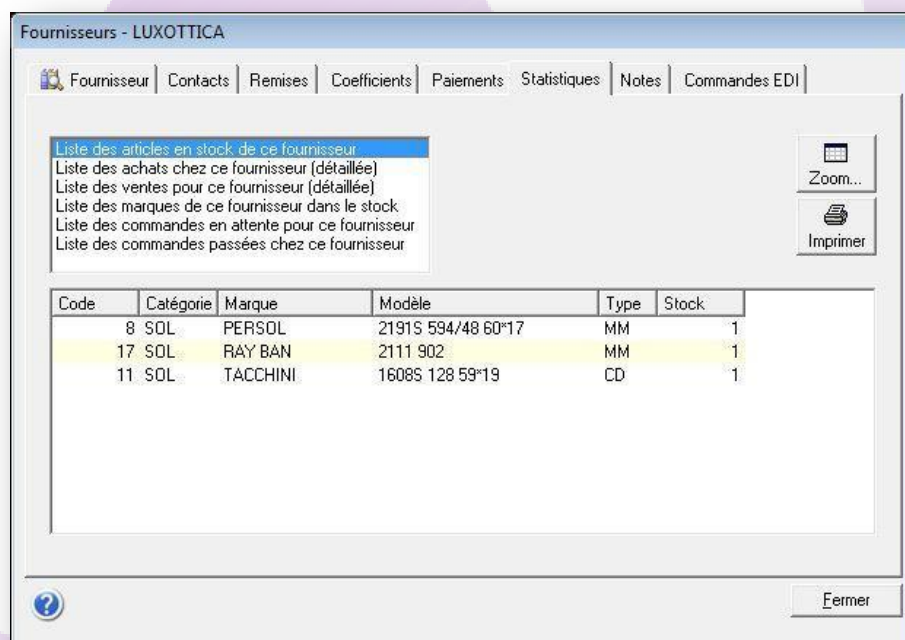 Fournisseurs - LUXOTTICA
Fournisseur Contacts Remises Coefficients Paiements Statistiques Notes Commandes EDI
Liste des articles en stock de ce fournisseur
Liste des achats chez ce fournisseur (détaillée)
Liste des ventes pour ce fournisseur (détaillée)
Liste des marques de ce fournisseur dans le stock
Liste des commandes en attente pour ce fournisseur
Liste des commandes passées chez ce fournisseur
Zoom...
Imprimer
Code Catégorie Marque Modèle Type Stock
8 SOL PERSOL 2191S 594/48 60*17 MM 1
17 SOL RAY BAN 2111 902 MM 1
11 SOL TACCHINI 1608S 128 59*19 CD 1
?
Fermer